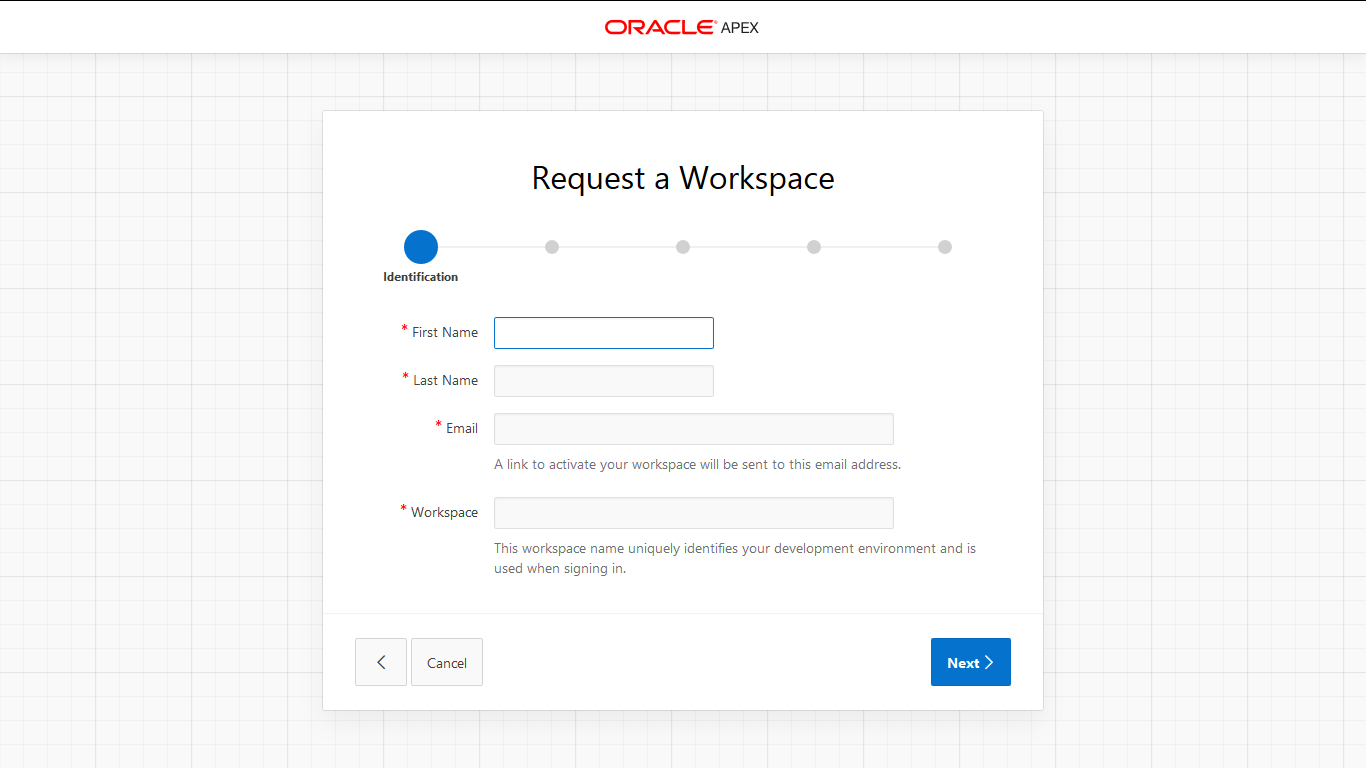 ORACLE APEX
Request a Workspace
Identification
* First Name
* Last Name
* Email
A link to activate your workspace will be sent to this email address.
* Workspace
This workspace name uniquely identifies your development environment and is
used when signing in.
Cancel
Next